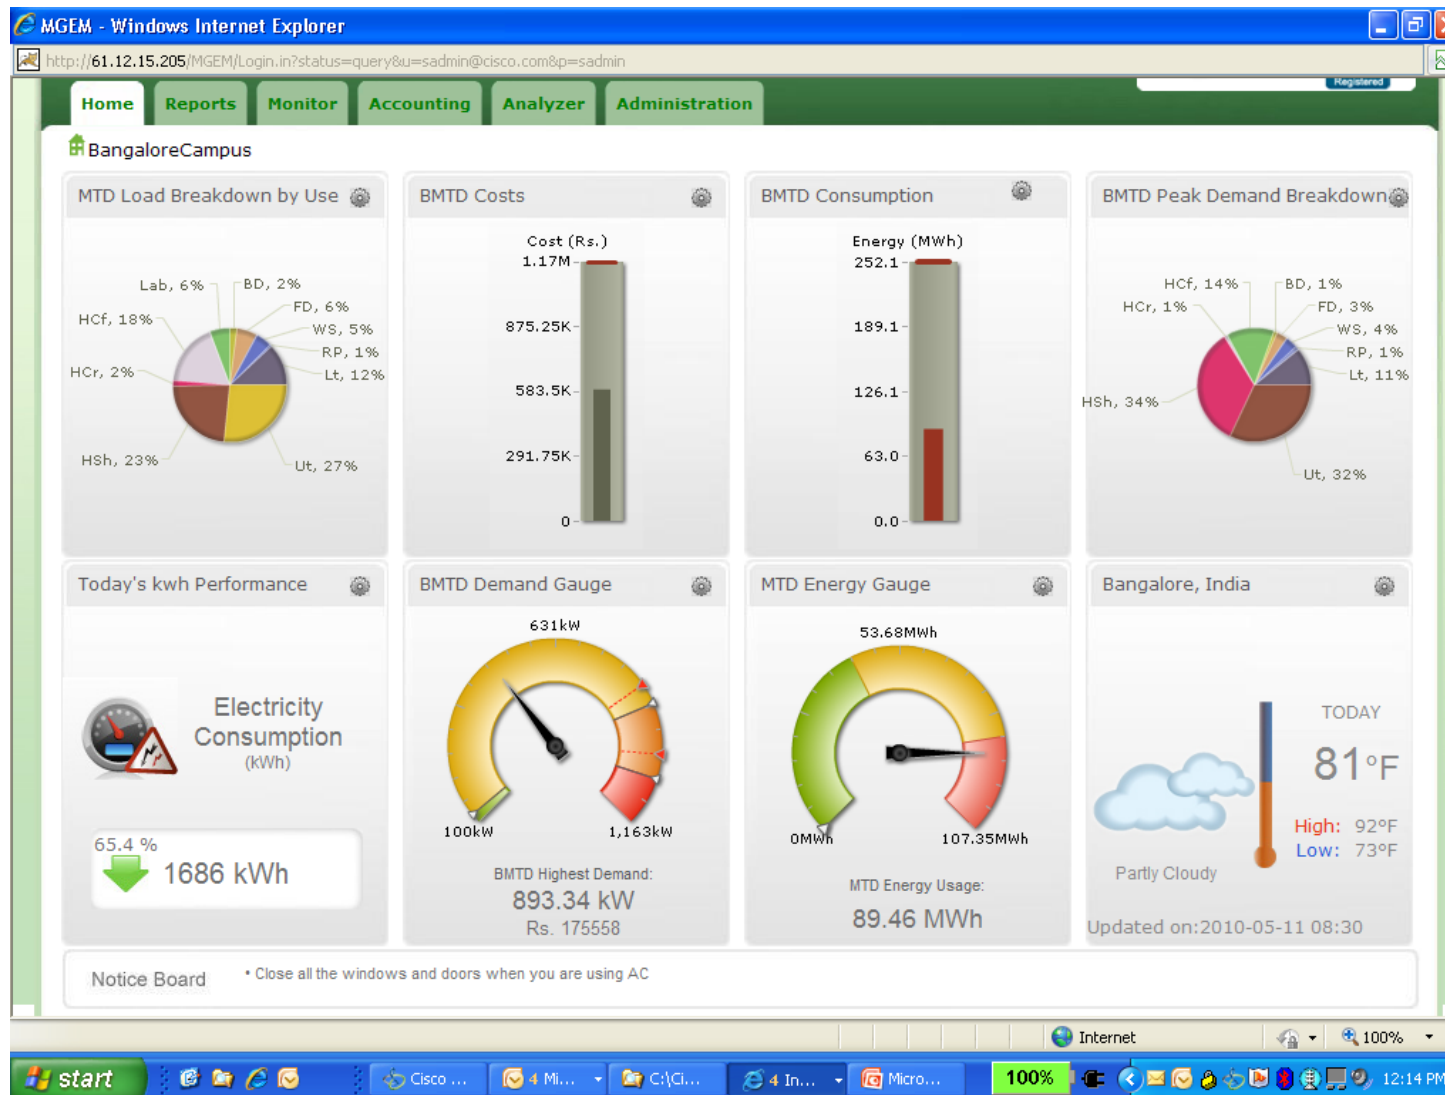 MGEM - Windows Internet Explorer
http://61.12.15.205/MGEM/Login.in?status=query&u=sadmin@cisco.com&p=sadmin
Registered
Home Reports Monitor Accounting Analyzer Administration
BangaloreCampus
MTD Load Breakdown by Use
Lab, 6%
BD, 2%
FD, 6%
HCf, 18%
WS, 5%
RP, 1%
HCr, 2%
Lt, 12%
HSh, 23%
Ut, 27%
BMTD Costs
Cost (Rs.)
1.17M
875.25K
583.5K
291.75K
0
BMTD Consumption
Energy (MWh)
252.1
189.1
126.1
63.0
0.0
BMTD Peak Demand Breakdown
HCf, 14%
BD, 1%
HCr, 1%
FD, 3%
WS, 4%
RP, 1%
Lt, 11%
HSh, 34%
Ut, 32%
Today's kwh Performance
Electricity
Consumption
(kWh)
65.4 %
1686 kWh
BMTD Demand Gauge
631kW
100kW
1,163kW
BMTD Highest Demand:
893.34 kW
Rs. 175558
MTD Energy Gauge
53.68MWh
0MWh
107.35MWh
MTD Energy Usage:
89.46 MWh
Bangalore, India
TODAY
81°F
High: 92°F
Low: 73°F
Partly Cloudy
Updated on:2010-05-11 08:30
Notice Board
• Close all the windows and doors when you are using AC
Internet
100%
start
Cisco ...
4 Mi...
C:\Ci...
4 In...
Micro...
100%
12:14 PM